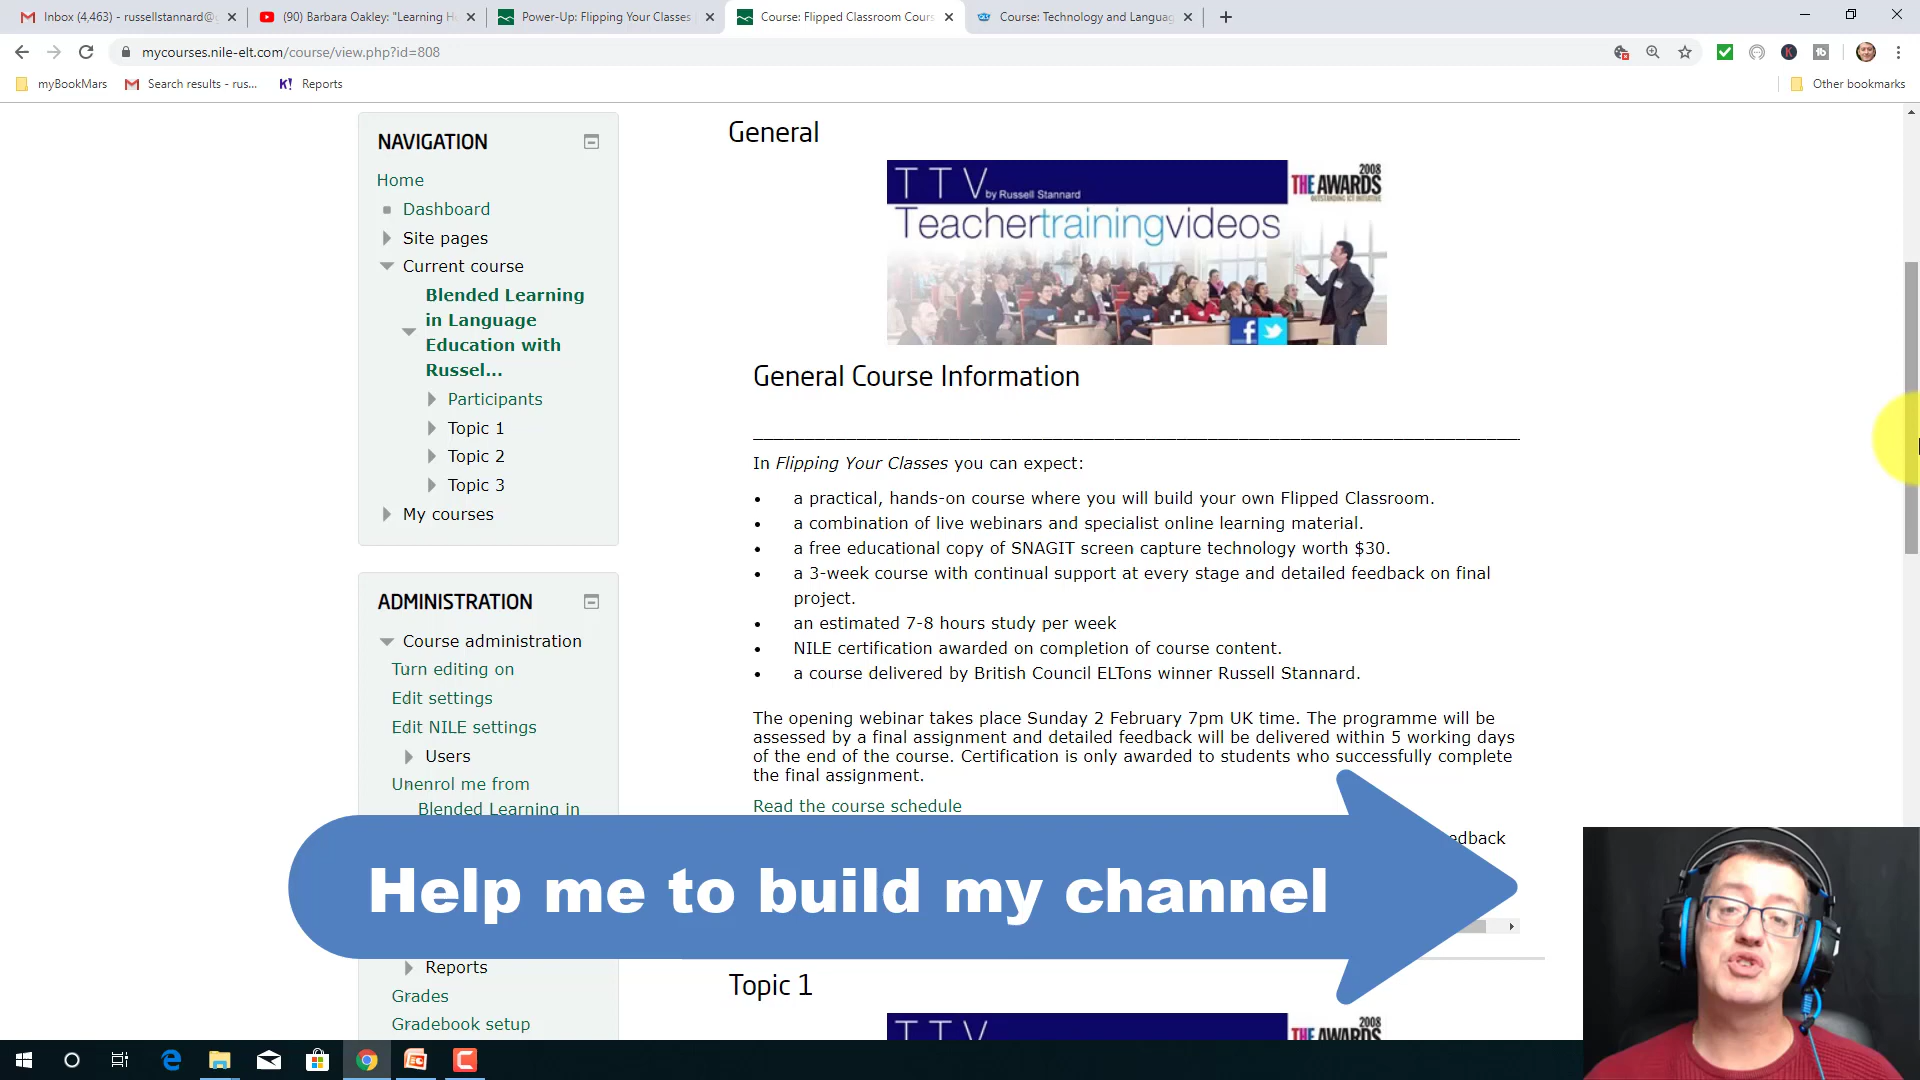 Inbox (4,463) - russellstannard@
(90) Barbara Oakley: "Learning H
Power-Up: Flipping Your Classes
Course: Flipped Classroom Cours
Course: Technology and Languag
mycourses.nile-elt.com/course/view.php?id=808
myBookMars
Search results - rus...
K!
Reports
Other bookmarks
NAVIGATION
Home
Dashboard
Site pages
Current course
Blended Learning
in Language
Education with
Russel...
Participants
Topic 1
Topic 2
Topic 3
My courses
ADMINISTRATION
Course administration
Turn editing on
Edit settings
Edit NILE settings
Users
Unenrol me from
Blended Learning in
Reports
Grades
Gradebook setup
General
TTV by Russell Stannard
Teachertrainingvideos
2008
THE AWARDS
OUTSTANDING ICT INITIATIVE
General Course Information
In Flipping Your Classes you can expect:
• a practical, hands-on course where you will build your own Flipped Classroom.
• a combination of live webinars and specialist online learning material.
• a free educational copy of SNAGIT screen capture technology worth $30.
• a 3-week course with continual support at every stage and detailed feedback on final
project.
• an estimated 7-8 hours study per week
• NILE certification awarded on completion of course content.
• a course delivered by British Council ELTons winner Russell Stannard.
The opening webinar takes place Sunday 2 February 7pm UK time. The programme will be
assessed by a final assignment and detailed feedback will be delivered within 5 working days
of the end of the course. Certification is only awarded to students who successfully complete
the final assignment.
Read the course schedule
edback
Help me to build my channel
Topic 1
TTV
2008
THE AWARDS